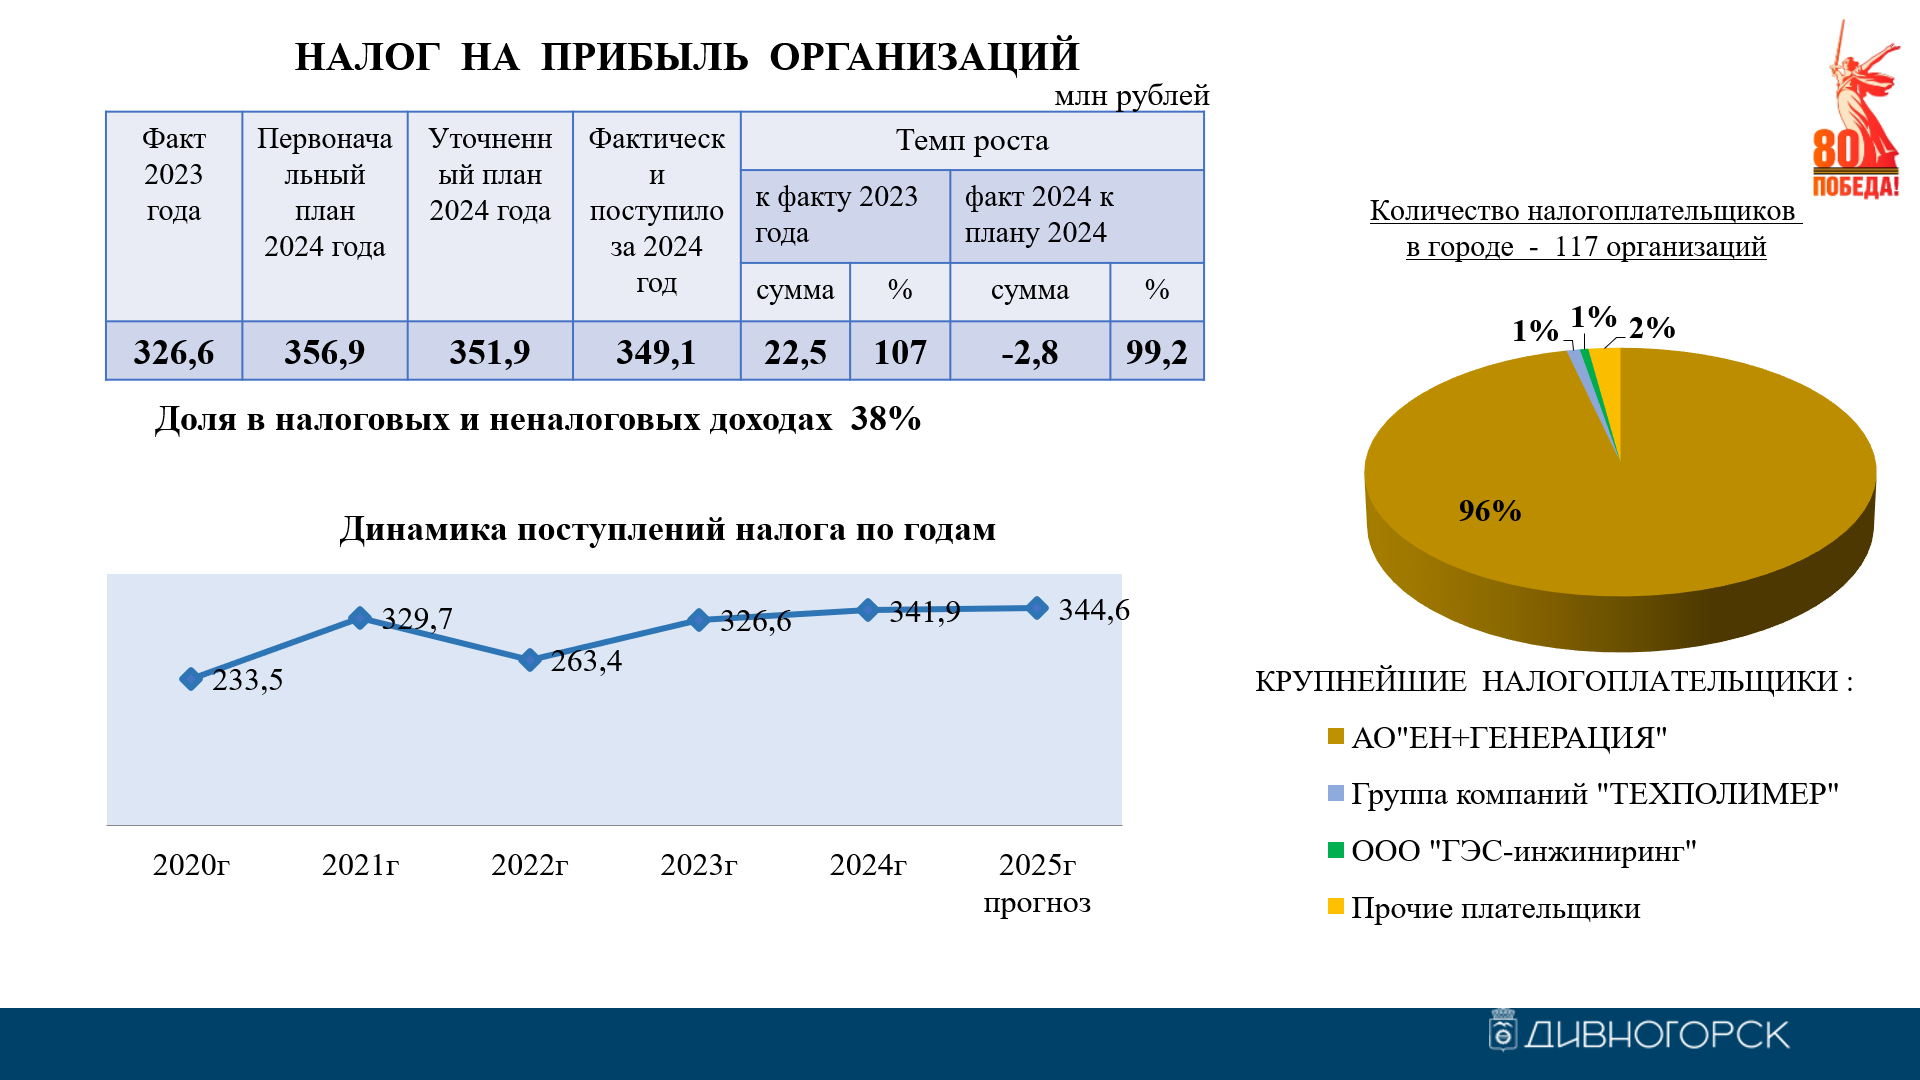 НАЛОГ НА ПРИБЫЛЬ ОРГАНИЗАЦИЙ
млн рублей
Факт
2023
года
Первонача
льный
план
2024 года
Уточненн
ый план
2024 года
Фактическ
и
поступило
за 2024
год
Темп роста
к факту 2023
года
факт 2024 к
плану 2024
сумма
%
сумма
%
326,6
356,9
351,9
349,1
22,5
107
-2,8
99,2
Доля в налоговых и неналоговых доходах 38%
Динамика поступлений налога по годам
233,5
329,7
263,4
326,6
341,9
344,6
2020г
2021г
2022г
2023г
2024г
2025г
прогноз
80
ПОБЕДА!
Количество налогоплательщиков
в городе - 117 организаций
1%
1%
2%
96%
КРУПНЕЙШИЕ НАЛОГОПЛАТЕЛЬЩИКИ :
АО"ЕН+ГЕНЕРАЦИЯ"
Группа компаний "ТЕХПОЛИМЕР"
ООО "ГЭС-инжиниринг"
Прочие плательщики
ДИВНОГОРСК